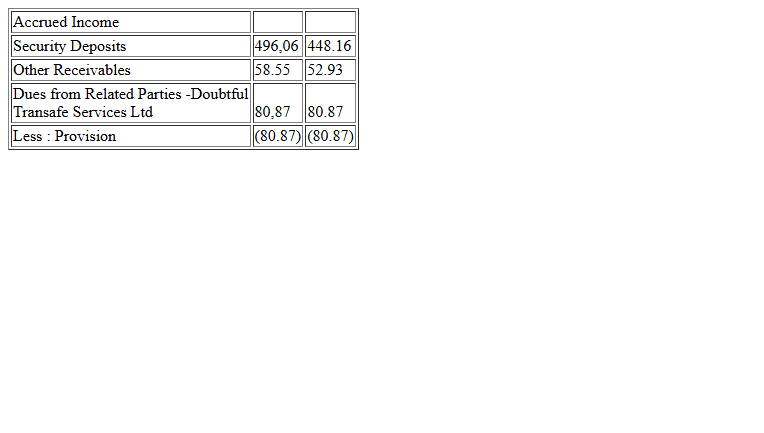 Accrued Income
Security Deposits 496,06 448.16
Other Receivables 58.55 52.93
Dues from Related Parties -Doubtful
Transafe Services Ltd 80,87 80.87
Less : Provision (80.87) (80.87)